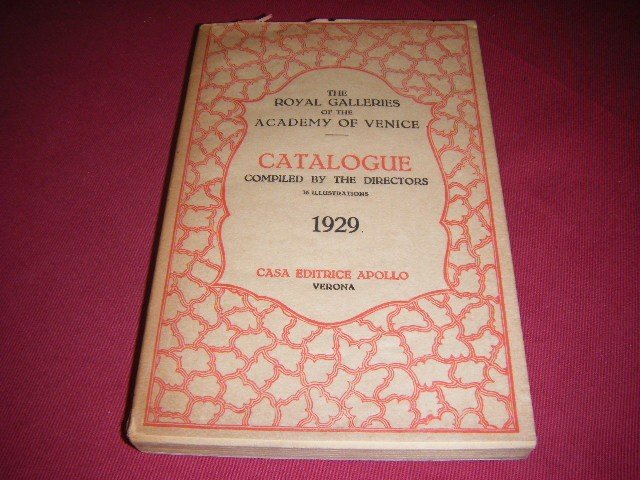 THE
ROYAL GALLERIES
OF THE
ACADEMY OF VENICE
CATALOGUE
COMPILED BY THE DIRECTORS
16 ILLUSTRATIONS
1929
CASA EDITRICE APOLLO
VERONA